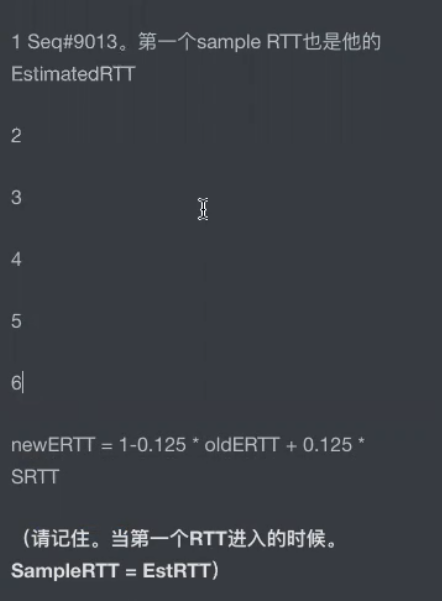 1 Seq#9013。第一个sample RTT也是他的
EstimatedRTT
2
3
4
5
6
newERTT = 1-0.125 * oldERTT + 0.125 *
SRTT
（请记住。当第一个RTT进入的时候。
SampleRTT = EstRTT）